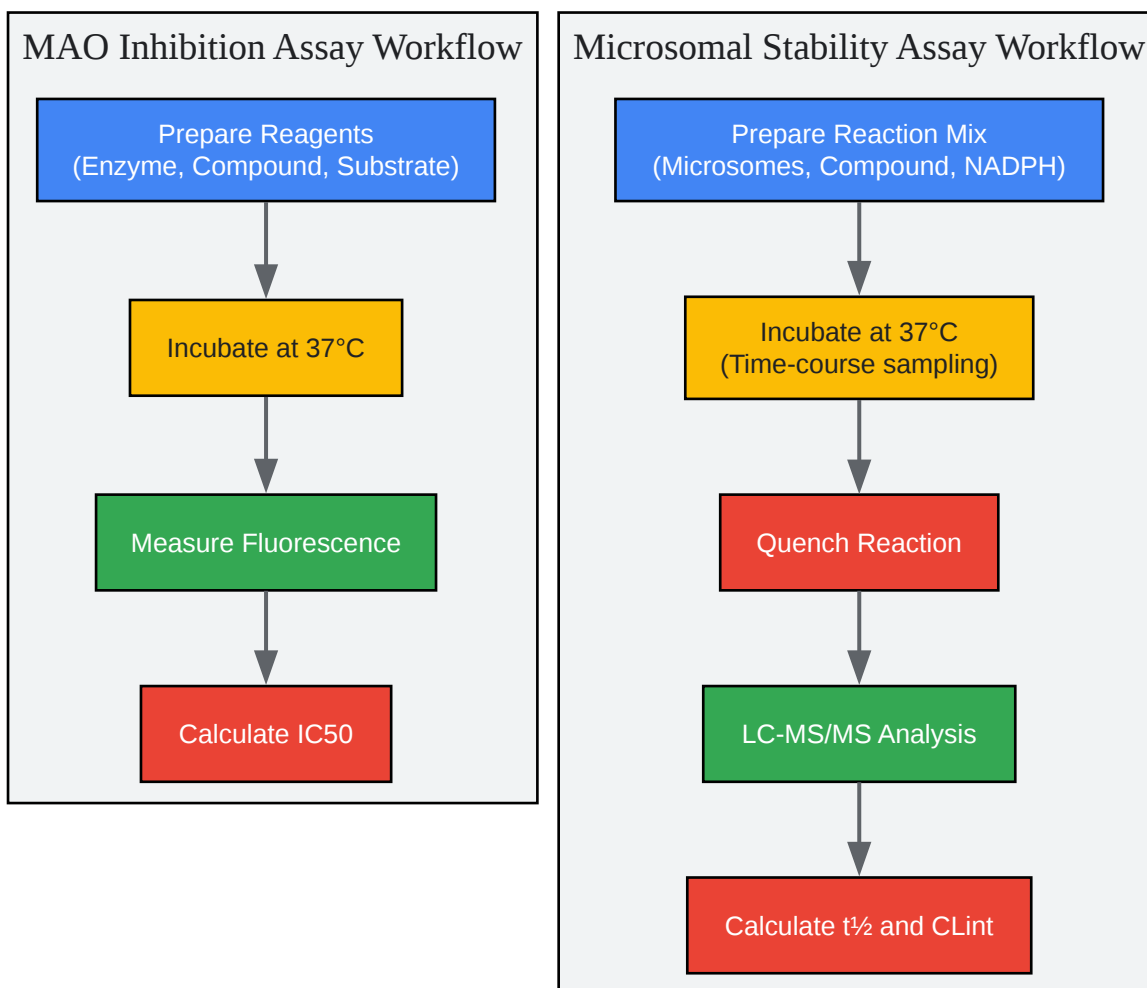 MAO Inhibition Assay Workflow
Prepare Reagents
(Enzyme, Compound, Substrate)
Incubate at 37°C
Measure Fluorescence
Calculate IC50
Microsomal Stability Assay Workflow
Prepare Reaction Mix
(Microsomes, Compound, NADPH)
Incubate at 37°C
(Time-course sampling)
Quench Reaction
LC-MS/MS Analysis
Calculate t½ and CLint